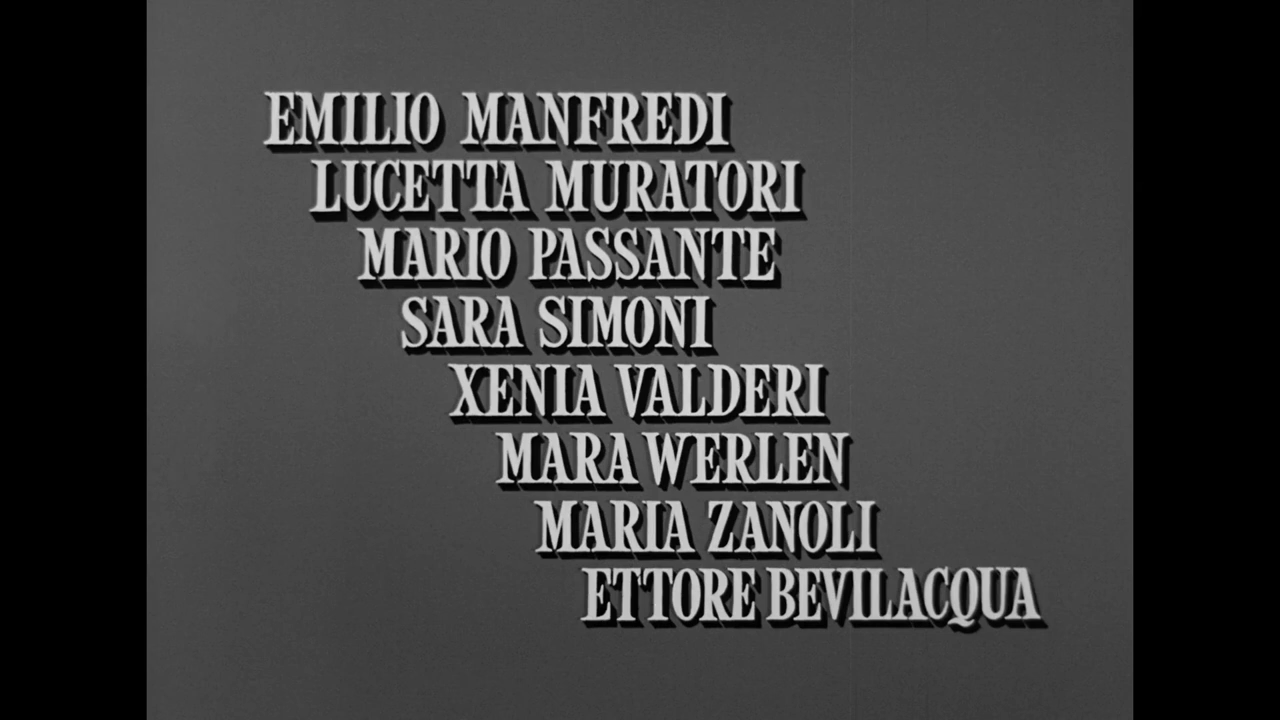 EMILIO MANFREDI
LUCETTA MURATORI
MARIO PASSANTE
SARA SIMONI
XENIA VALDERI
MARA WERLEN
MARIA ZANOLI
ETTORE BEVILACQUA